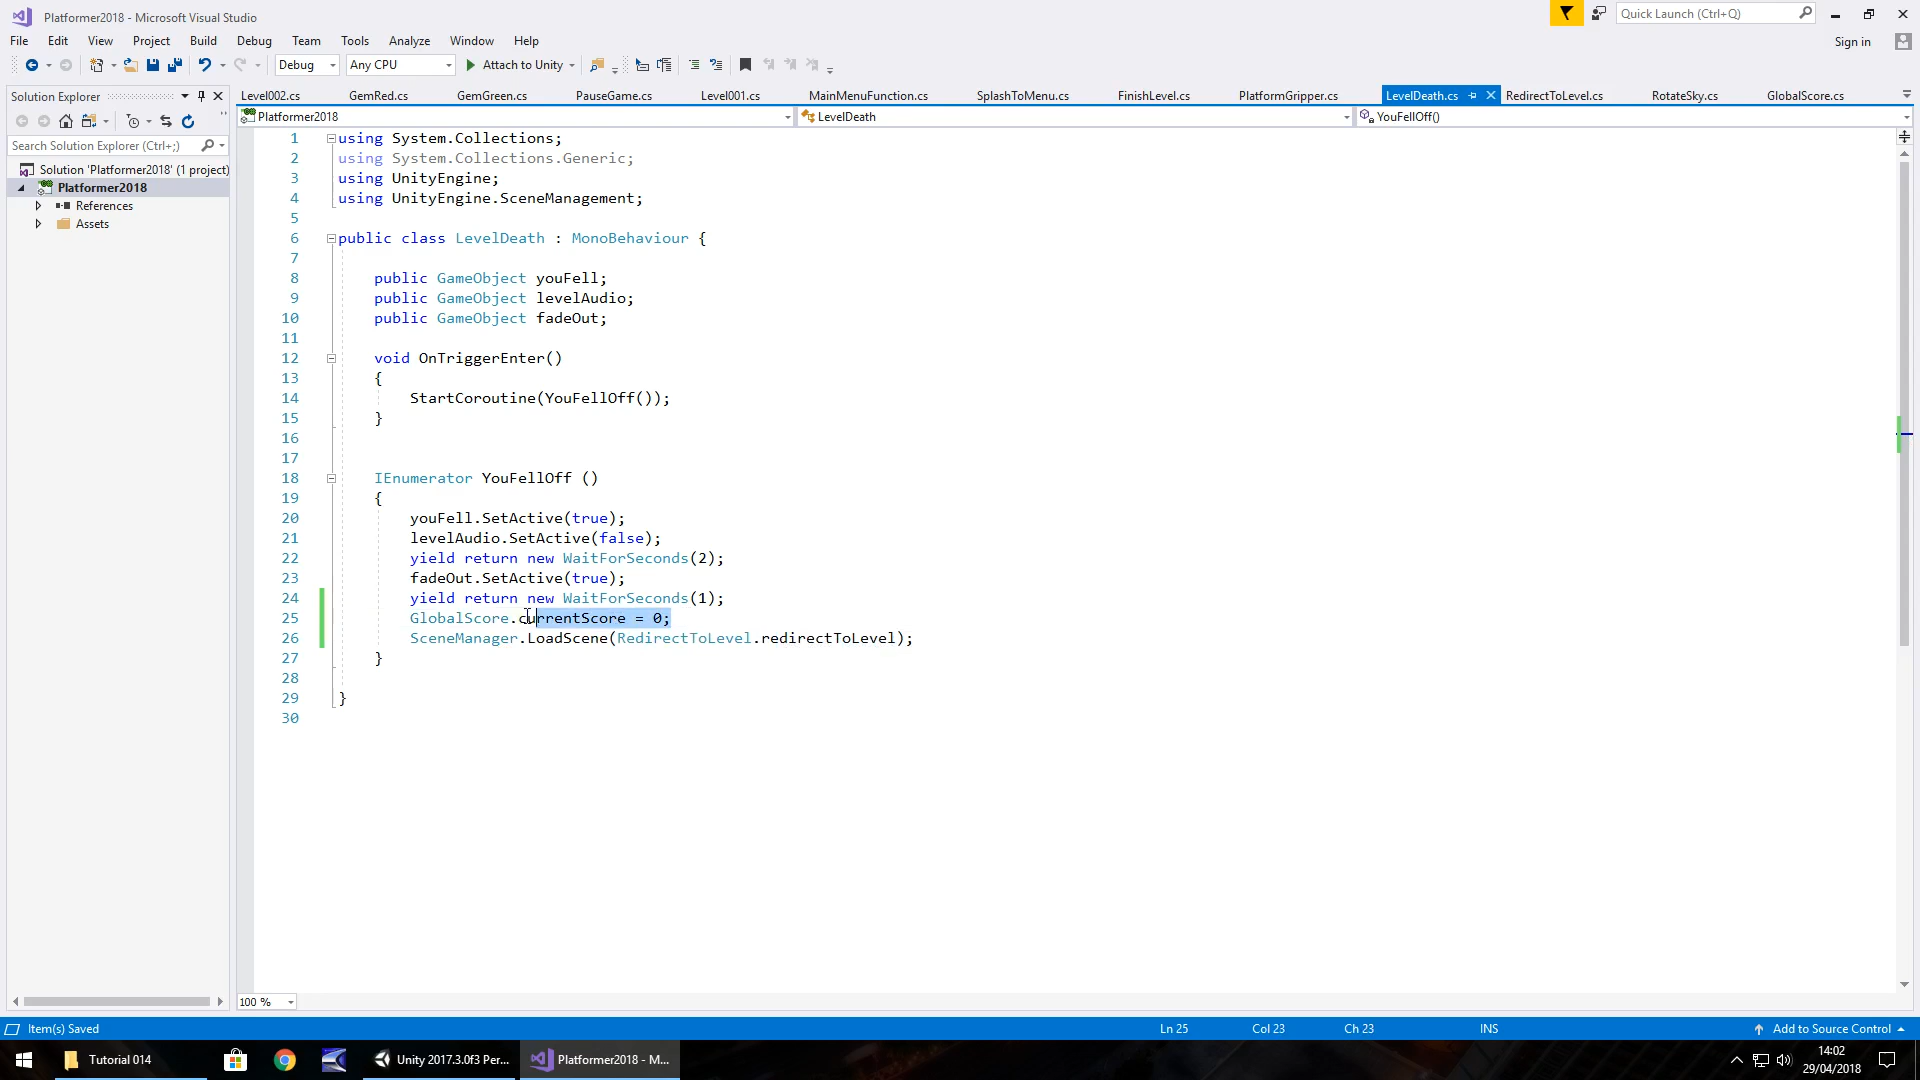 Platformer2018 - Microsoft Visual Studio
Quick Launch (Ctrl+Q)
File Edit View Project Build Debug Team Tools Analyze Window Help
Sign in
Debug Any CPU Attach to Unity
Solution Explorer
Level002.cs GemRed.cs GemGreen.cs PauseGame.cs Level001.cs MainMenuFunction.cs SplashToMenu.cs FinishLevel.cs PlatformGripper.cs LevelDeath.cs RedirectToLevel.cs RotateSky.cs GlobalScore.cs
Platformer2018 LevelDeath YouFellOff()
Search Solution Explorer (Ctrl+;)
Solution 'Platformer2018' (1 project)
Platformer2018
References
Assets
1 using System.Collections;
2 using System.Collections.Generic;
3 using UnityEngine;
4 using UnityEngine.SceneManagement;
5
6 public class LevelDeath : MonoBehaviour {
7
8 public GameObject youFell;
9 public GameObject levelAudio;
10 public GameObject fadeOut;
11
12 void OnTriggerEnter()
13 {
14 StartCoroutine(YouFellOff());
15 }
16
17
18 IEnumerator YouFellOff ()
19 {
20 youFell.SetActive(true);
21 levelAudio.SetActive(false);
22 yield return new WaitForSeconds(2);
23 fadeOut.SetActive(true);
24 yield return new WaitForSeconds(1);
25 GlobalScore.currentScore = 0;
26 SceneManager.LoadScene(RedirectToLevel.redirectToLevel);
27 }
28
29 }
30
100 %
Item(s) Saved Ln 25 Col 23 Ch 23 INS Add to Source Control
Tutorial 014 Unity 2017.3.0f3 Per... Platformer2018 - M...
14:02
29/04/2018